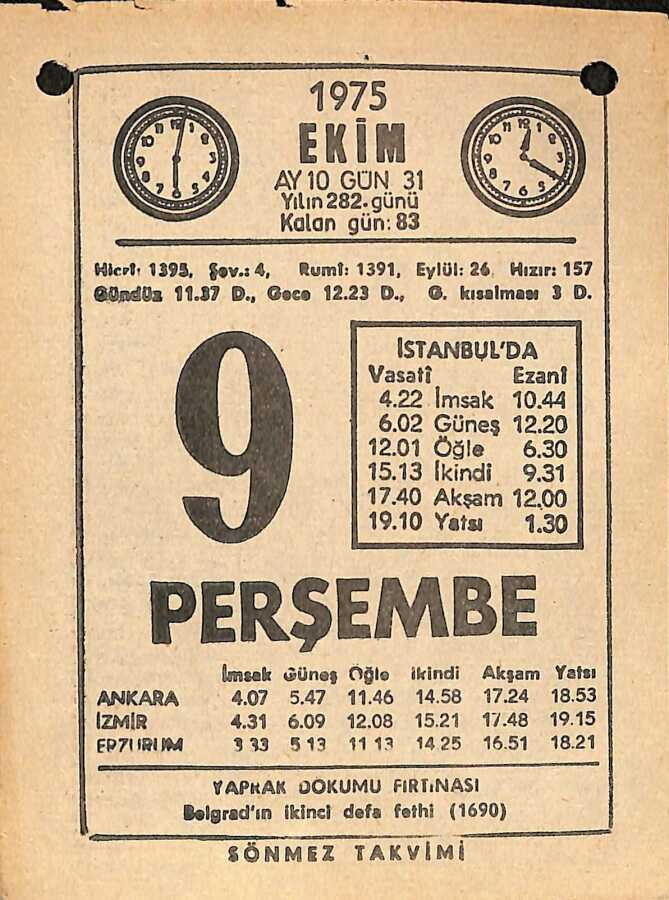 1975
EKİM
AY 10 GÜN 31
Yılın 282. günü
Kalan gün: 83
Hicrî: 1395, Şev.: 4, Rumî: 1391, Eylül: 26, Hızır: 157
Gündüz 11.37 D., Gece 12.23 D., G. kısalması 3 D.
9
İSTANBUL'DA
Vasatî Ezanî
4.22 İmsak 10.44
6.02 Güneş 12.20
12.01 Öğle 6.30
15.13 İkindi 9.31
17.40 Akşam 12.00
19.10 Yatsı 1.30
PERŞEMBE
İmsak Güneş Öğle İkindi Akşam Yatsı
ANKARA 4.07 5.47 11.46 14.58 17.24 18.53
İZMİR 4.31 6.09 12.08 15.21 17.48 19.15
ERZURUM 3 33 5 13 11 13 14 25 16.51 18.21
YAPRAK DÖKÜMÜ FIRTINASI
Belgrad'ın ikinci defa fethi (1690)
SÖNMEZ TAKVİMİ